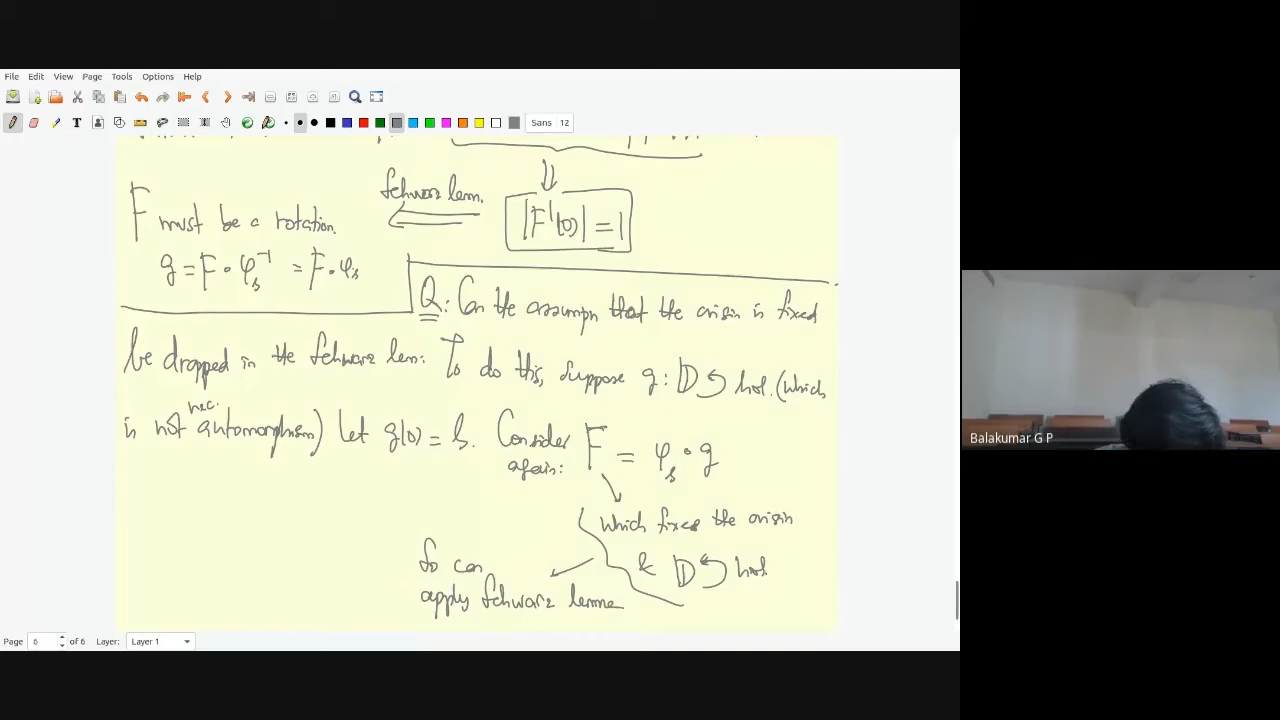 File Edit View Page Tools Options Help
Sans 12
Schwarz lem.
|F'(0)| = 1
F must be a rotation.
g = F∘φ_b^{-1} = F∘φ_b
Q: Can the assumpn that the origin is fixed
be dropped in the Schwarz lem: To do this, suppose g: D↺ hol. (which
is not nec. automorphism) Let g(0) = b. Consider again: F = φ_b∘g
which fixes the origin
& D↺ hol.
So can
apply Schwarz lemma
Page 6 of 6 Layer: Layer 1
Balakumar G P